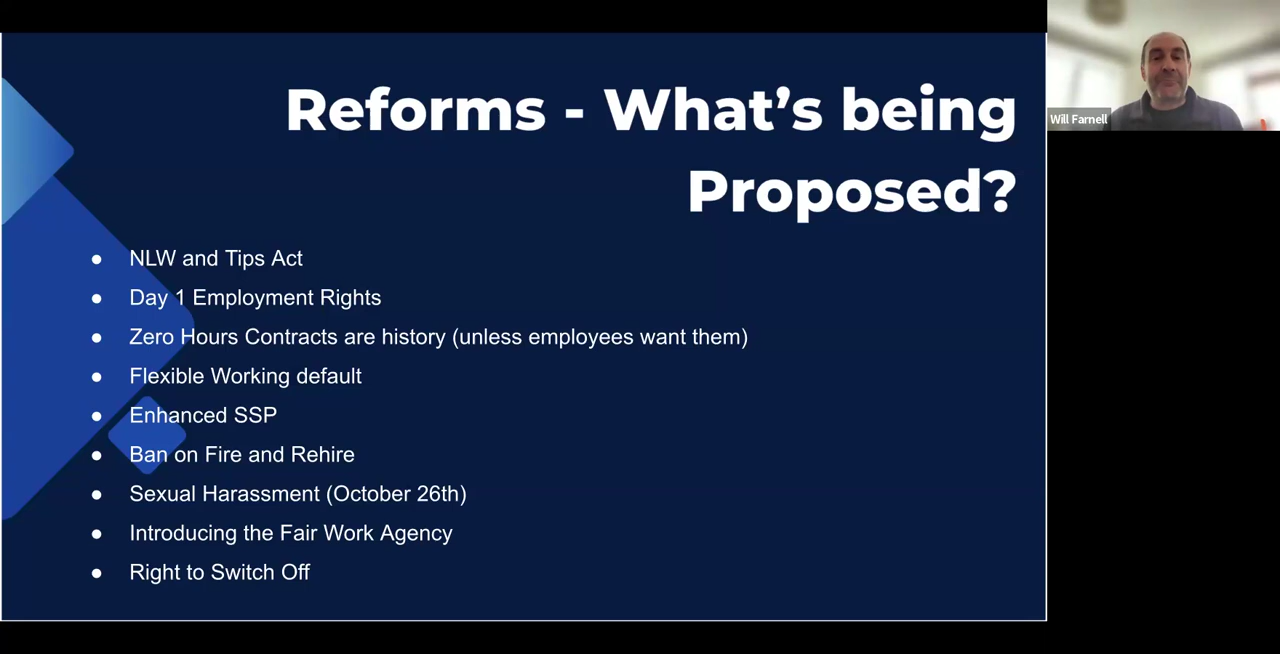 Reforms - What’s being
Proposed?
● NLW and Tips Act
● Day 1 Employment Rights
● Zero Hours Contracts are history (unless employees want them)
● Flexible Working default
● Enhanced SSP
● Ban on Fire and Rehire
● Sexual Harassment (October 26th)
● Introducing the Fair Work Agency
● Right to Switch Off
Will Farnell